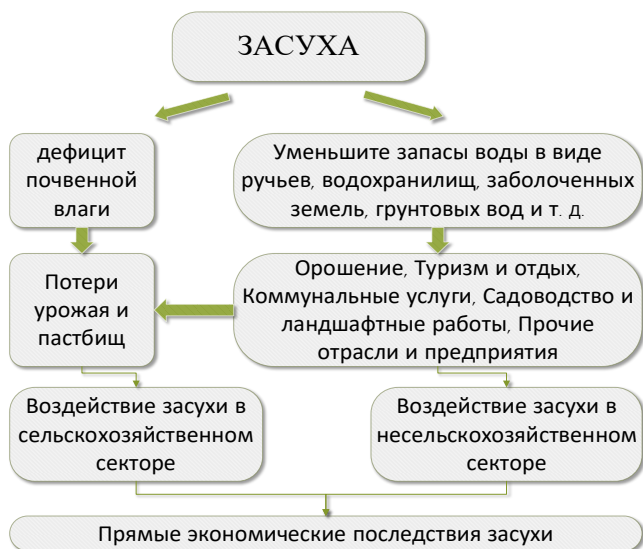 ЗАСУХА
дефицит
почвенной
влаги
Уменьшите запасы воды в виде
ручьев, водохранилищ, заболоченных
земель, грунтовых вод и т. д.
Потери
урожая и
пастбищ
Орошение, Туризм и отдых,
Коммунальные услуги, Садоводство и
ландшафтные работы, Прочие
отрасли и предприятия
Воздействие засухи в
сельскохозяйственном
секторе
Воздействие засухи в
несельскохозяйственном
секторе
Прямые экономические последствия засухи